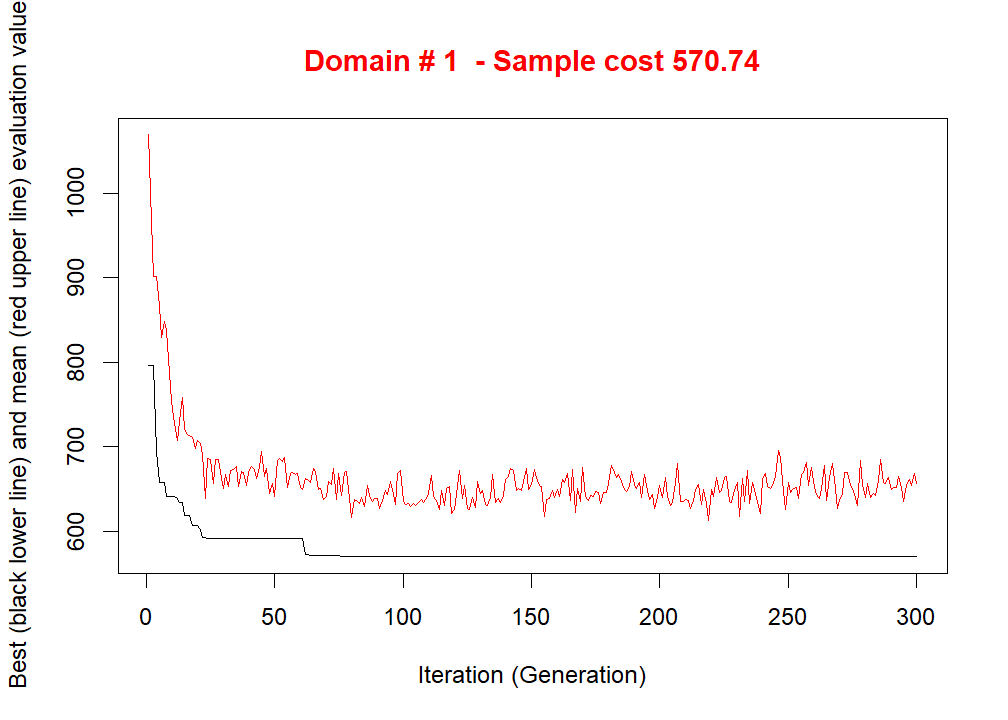 Domain # 1  - Sample cost 570.74
Best (black lower line) and mean (red upper line) evaluation value
1000
900
800
700
600
0 50 100 150 200 250 300
Iteration (Generation)